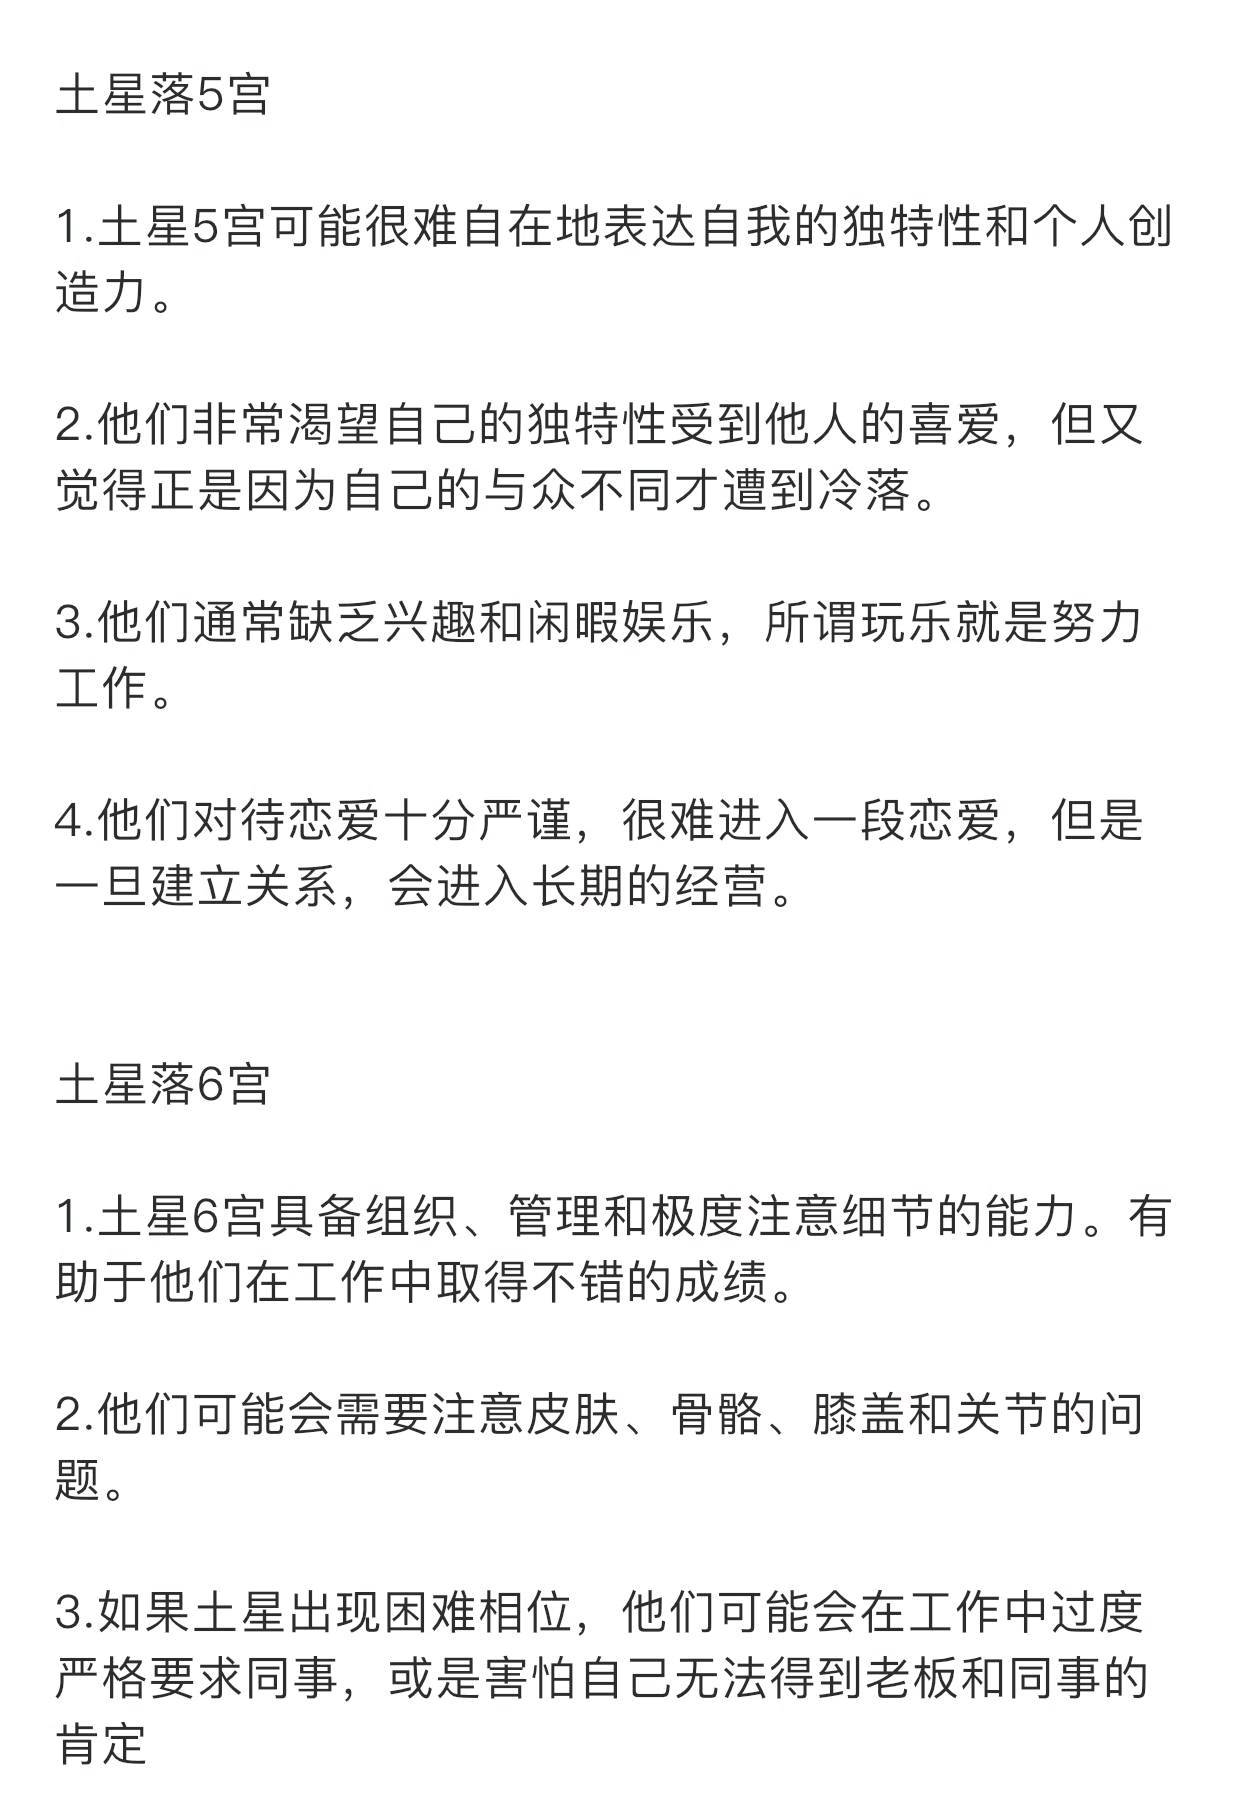 土星落5宫
1.土星5宫可能很难自在地表达自我的独特性和个人创
造力。
2.他们非常渴望自己的独特性受到他人的喜爱，但又
觉得正是因为自己的与众不同才遭到冷落。
3.他们通常缺乏兴趣和闲暇娱乐，所谓玩乐就是努力
工作。
4.他们对待恋爱十分严谨，很难进入一段恋爱，但是
一旦建立关系，会进入长期的经营。
土星落6宫
1.土星6宫具备组织、管理和极度注意细节的能力。有
助于他们在工作中取得不错的成绩。
2.他们可能会需要注意皮肤、骨骼、膝盖和关节的问
题。
3.如果土星出现困难相位，他们可能会在工作中过度
严格要求同事，或是害怕自己无法得到老板和同事的
肯定